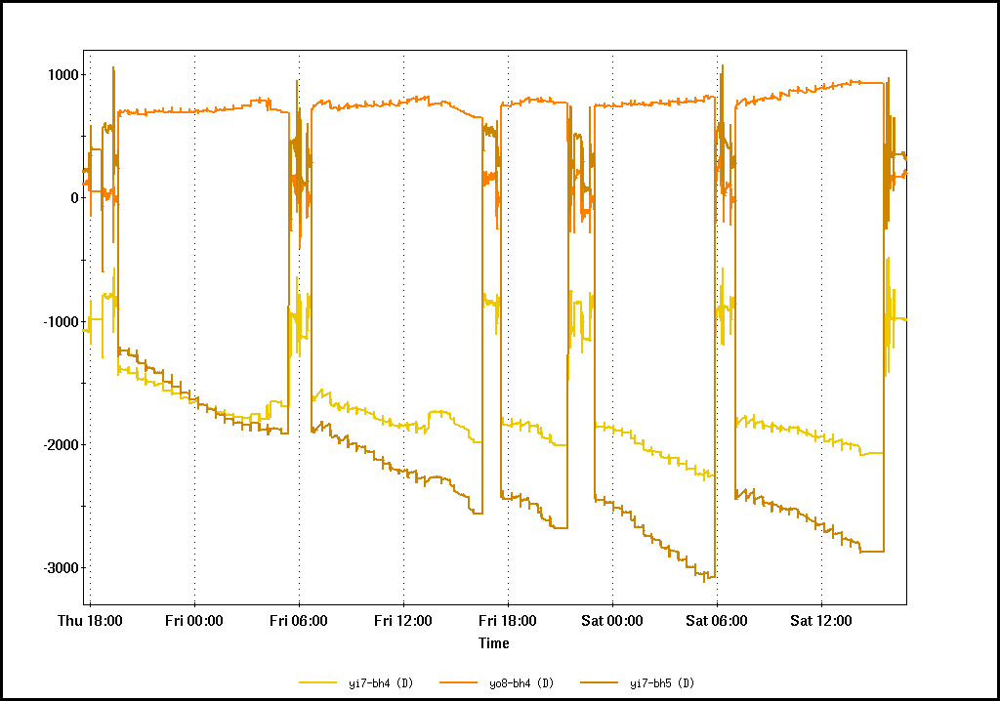 1000
0
-1000
-2000
-3000
Thu 18:00 Fri 00:00 Fri 06:00 Fri 12:00 Fri 18:00 Sat 00:00 Sat 06:00 Sat 12:00
Time
yi7-bh4 (D) yo8-bh4 (D) yi7-bh5 (D)